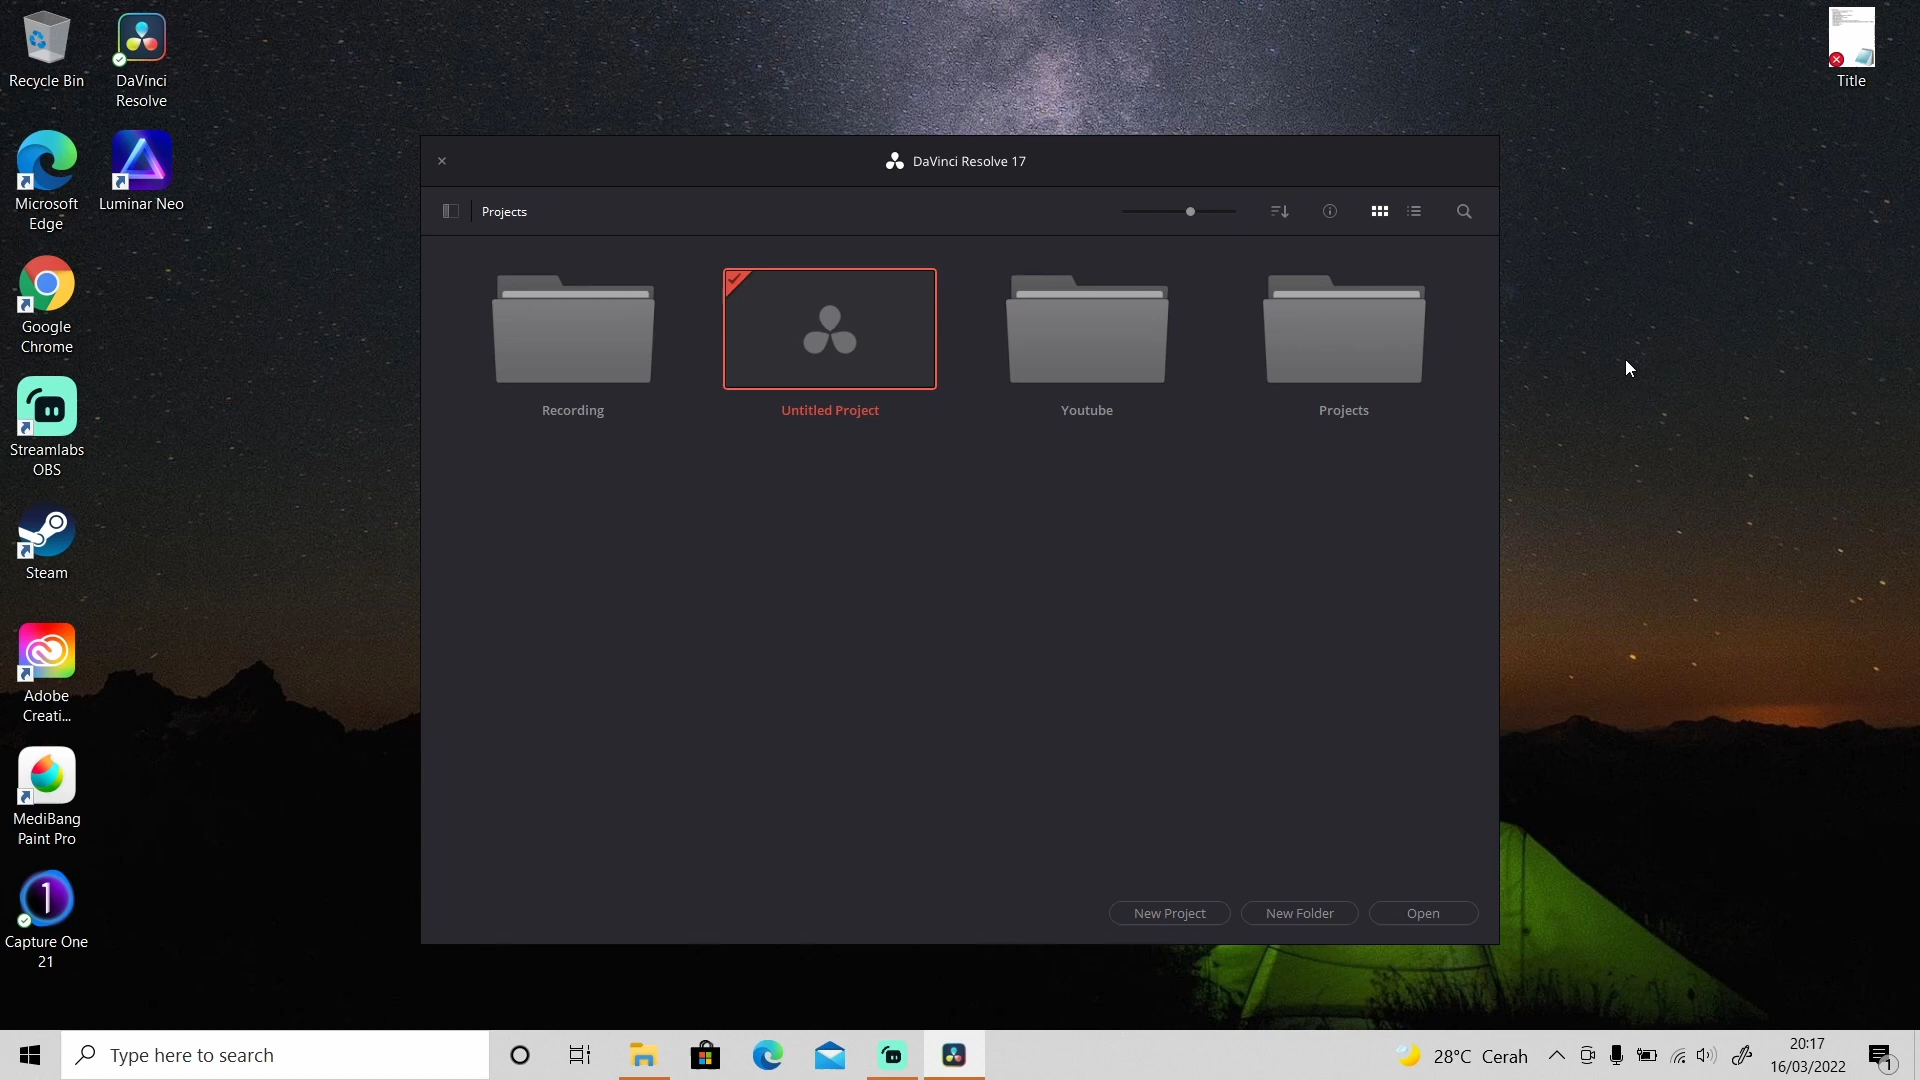 Recycle Bin
DaVinci
Resolve
Title
Microsoft
Edge
Luminar Neo
Google
Chrome
Streamlabs
OBS
Steam
Adobe
Creati...
MediBang
Paint Pro
Capture One
21
DaVinci Resolve 17
Projects
Recording
Untitled Project
Youtube
Projects
New Project
New Folder
Open
Type here to search
28°C Cerah
20:17
16/03/2022
1